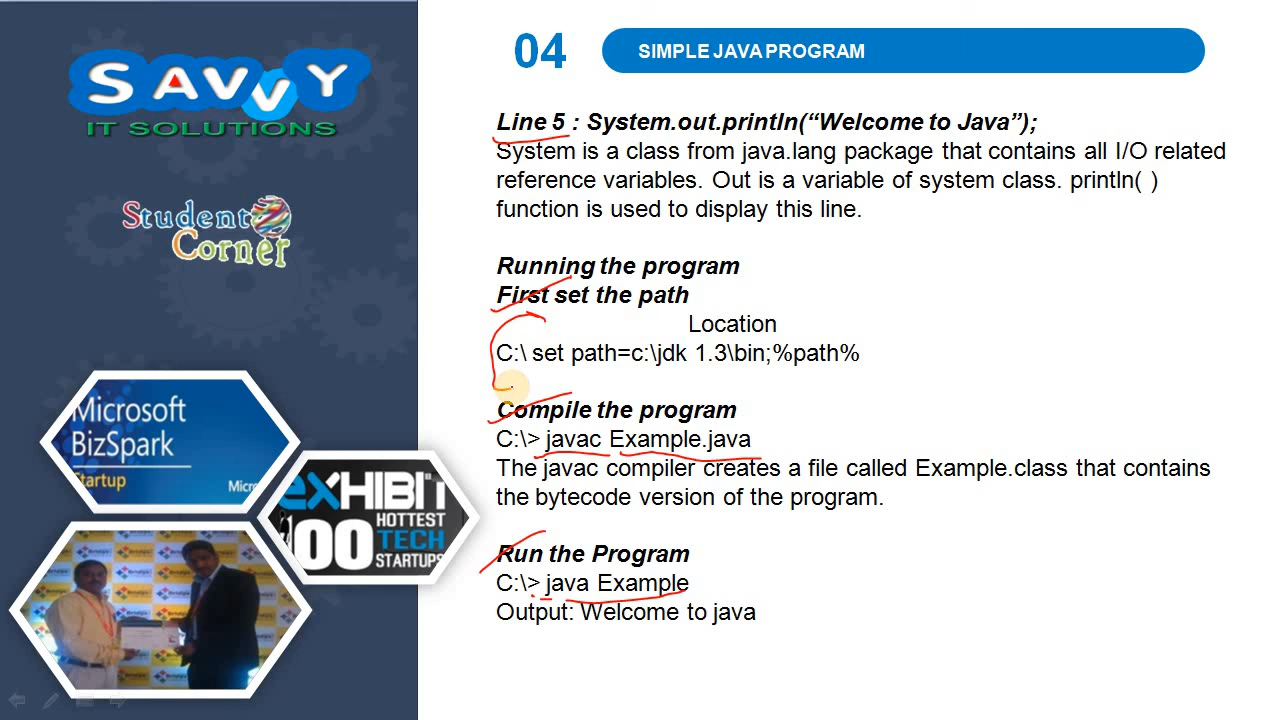 SAVVY
IT SOLUTIONS
Student
Corner
Microsoft
BizSpark
Startup
Micr
eXHIBIT
100 HOTTEST
TECH
STARTUPS
04
SIMPLE JAVA PROGRAM
Line 5 : System.out.println(“Welcome to Java”);
System is a class from java.lang package that contains all I/O related
reference variables. Out is a variable of system class. println( )
function is used to display this line.
Running the program
First set the path
Location
C:\ set path=c:\jdk 1.3\bin;%path%
Compile the program
C:\> javac Example.java
The javac compiler creates a file called Example.class that contains
the bytecode version of the program.
Run the Program
C:\> java Example
Output: Welcome to java